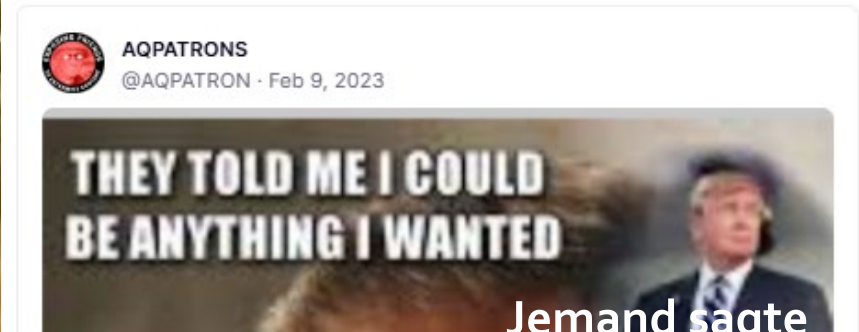 AQPATRONS
@AQPATRON · Feb 9, 2023
THEY TOLD ME I COULD
BE ANYTHING I WANTED
Jemand sagte